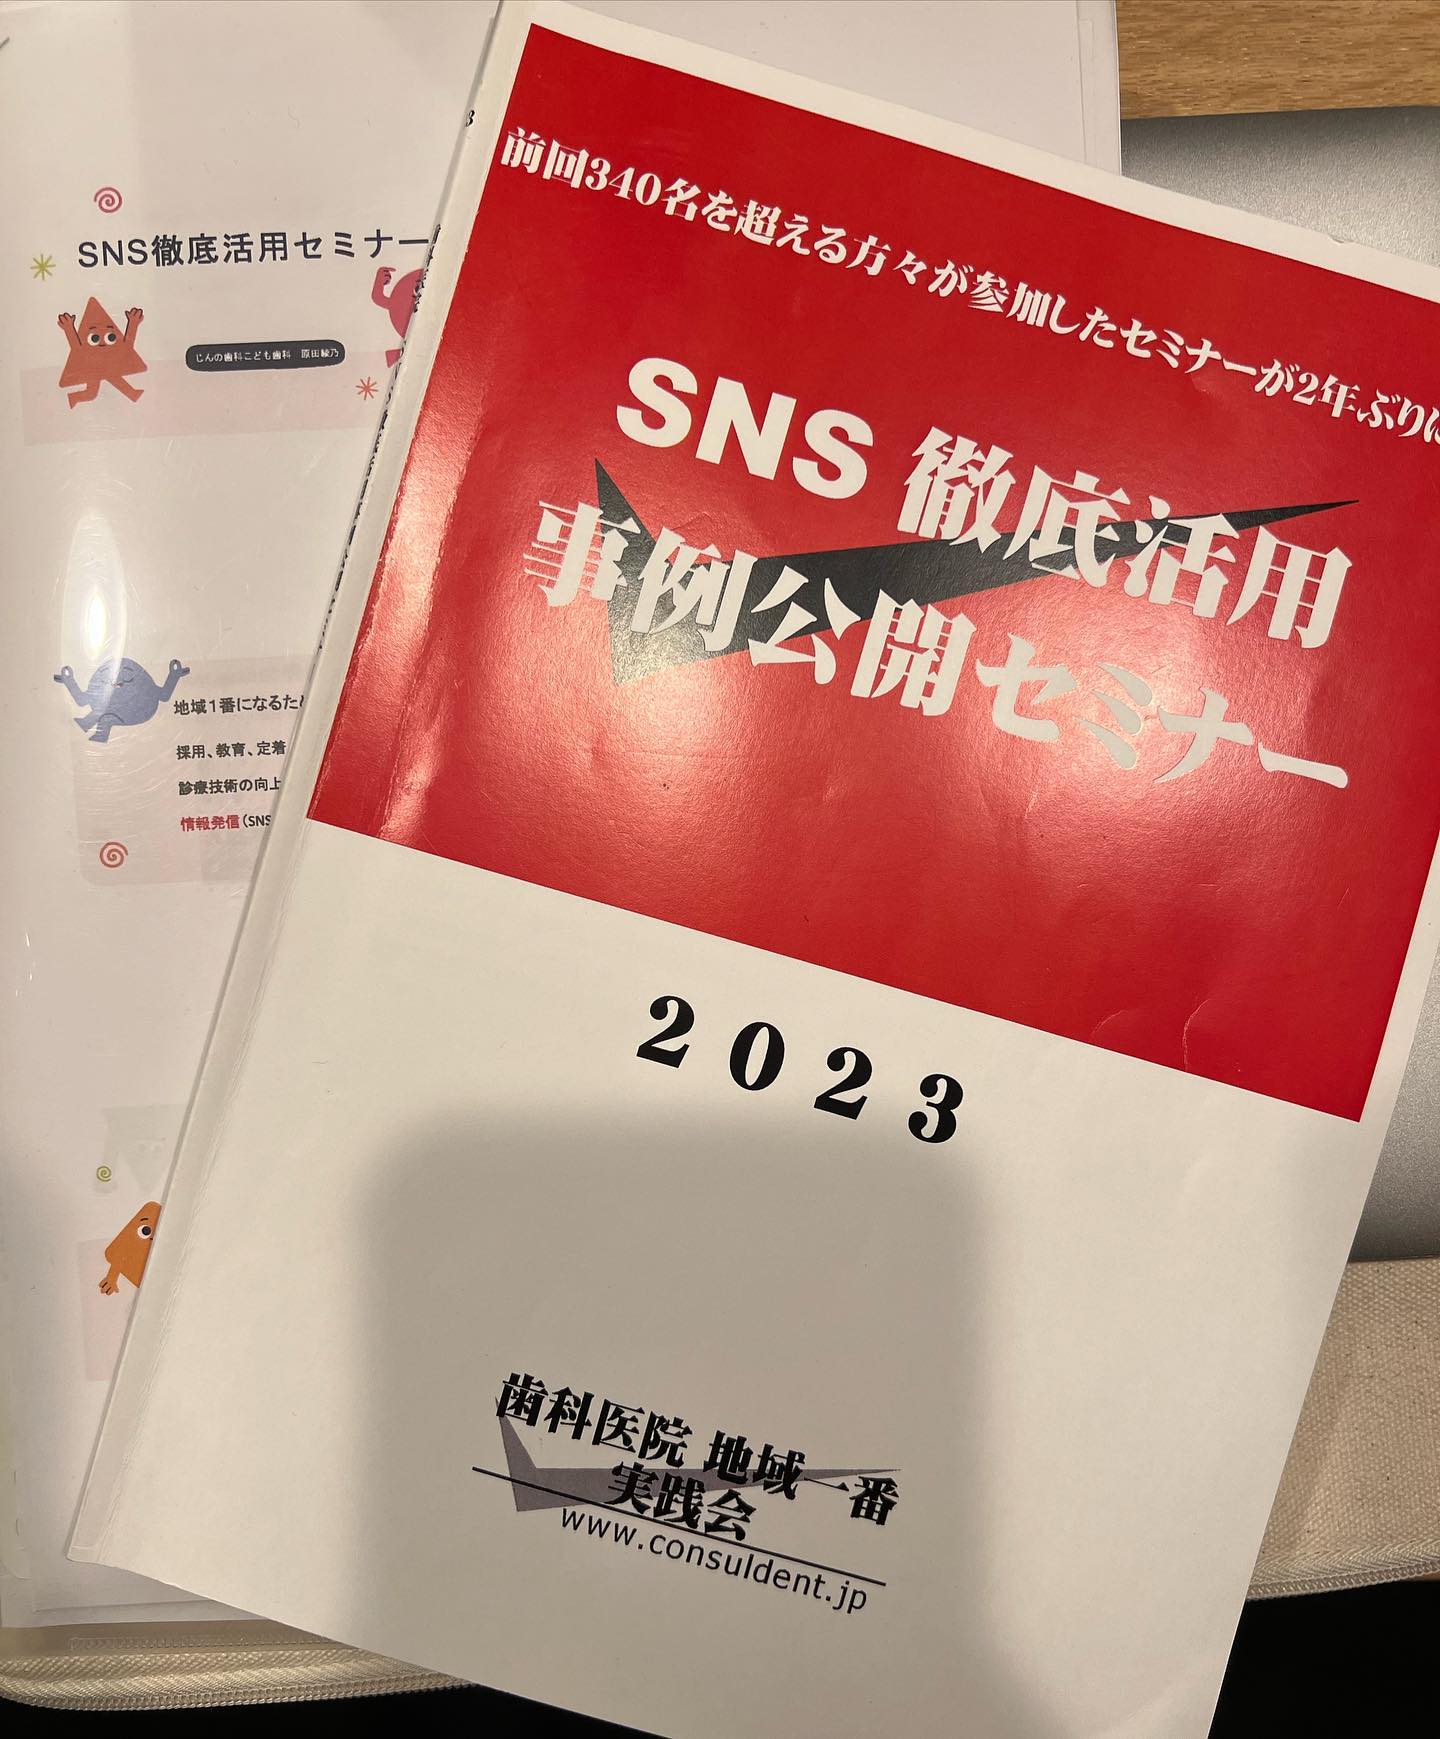 前回340名を超える方々が参加したセミナーが2年ぶりに
SNS 徹底活用
事例公開セミナー
2023
歯科医院 地域一番
実践会
www.consuldent.jp
SNS徹底活用セミナー
じんの歯科こども歯科 原田綾乃
地域1番になるため
採用、教育、定着
診療技術の向上
情報発信(SNS